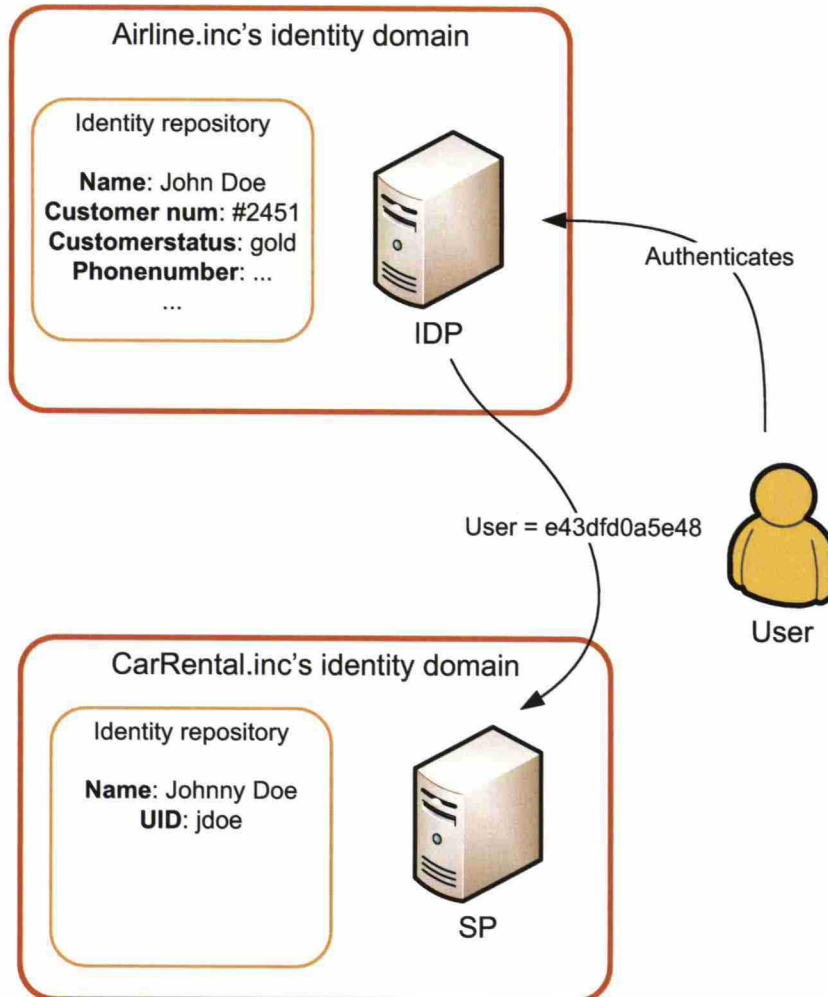 Airline.inc's identity domain
Identity repository
Name: John Doe
Customer num: #2451
Customerstatus: gold
Phonenumber: ...
...
IDP
Authenticates
User = e43dfd0a5e48
User
CarRental.inc's identity domain
Identity repository
Name: Johnny Doe
UID: jdoe
SP